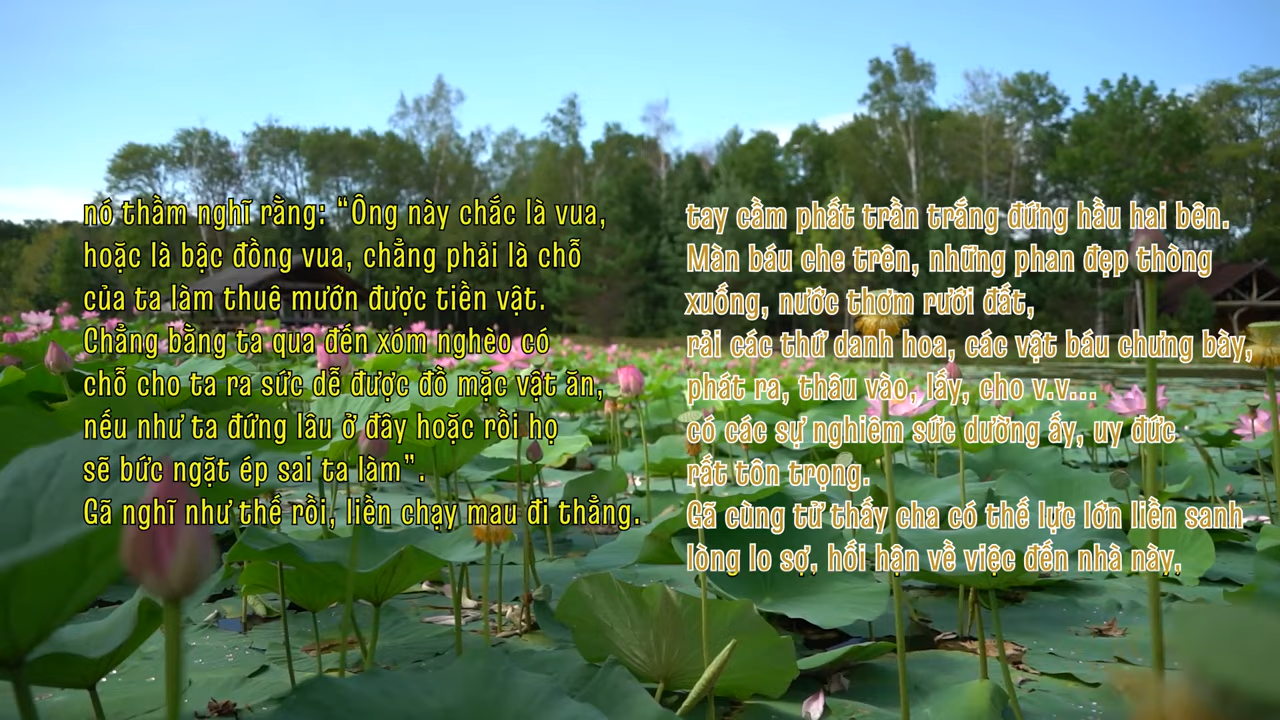 nó thầm nghĩ rằng: “Ông này chắc là vua,
hoặc là bậc đồng vua, chẳng phải là chỗ
của ta làm thuê mướn được tiền vật.
Chẳng bằng ta qua đến xóm nghèo có
chỗ cho ta ra sức dễ được đồ mặc vật ăn,
nếu như ta đứng lâu ở đây hoặc rồi họ
sẽ bức ngặt ép sai ta làm”.
Gã nghĩ như thế rồi, liền chạy mau đi thẳng.
tay cầm phất trần trắng đứng hầu hai bên.
Màn báu che trên, những phan đẹp thòng
xuống, nước thơm rưới đất,
rải các thứ danh hoa, các vật báu chưng bày,
phát ra, thâu vào, lấy, cho v.v...
có các sự nghiêm sức dường ấy, uy đức
rất tôn trọng.
Gã cùng tử thấy cha có thế lực lớn liền sanh
lòng lo sợ, hối hận về việc đến nhà này,